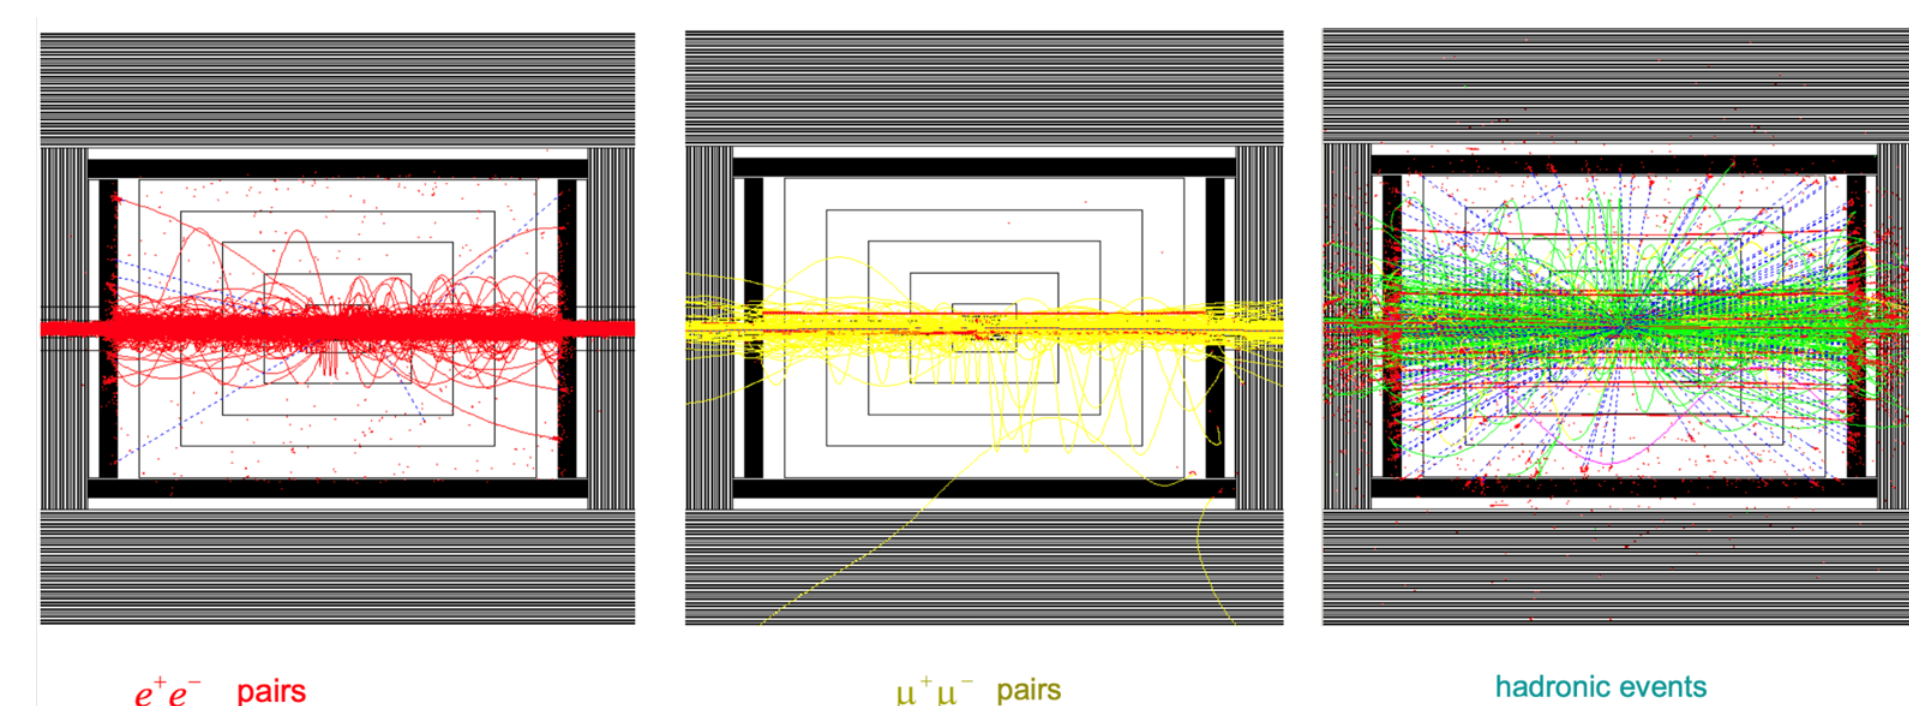 e⁺e⁻ pairs
μ⁺μ⁻ pairs
hadronic events